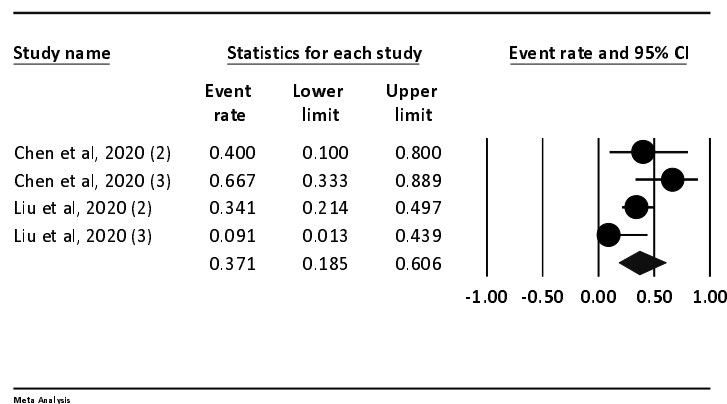 Study name Statistics for each study Event rate and 95% CI
Event Lower Upper
rate limit limit
Chen et al, 2020 (2) 0.400 0.100 0.800
Chen et al, 2020 (3) 0.667 0.333 0.889
Liu et al, 2020 (2) 0.341 0.214 0.497
Liu et al, 2020 (3) 0.091 0.013 0.439
0.371 0.185 0.606
-1.00 -0.50 0.00 0.50 1.00
Meta Analysis